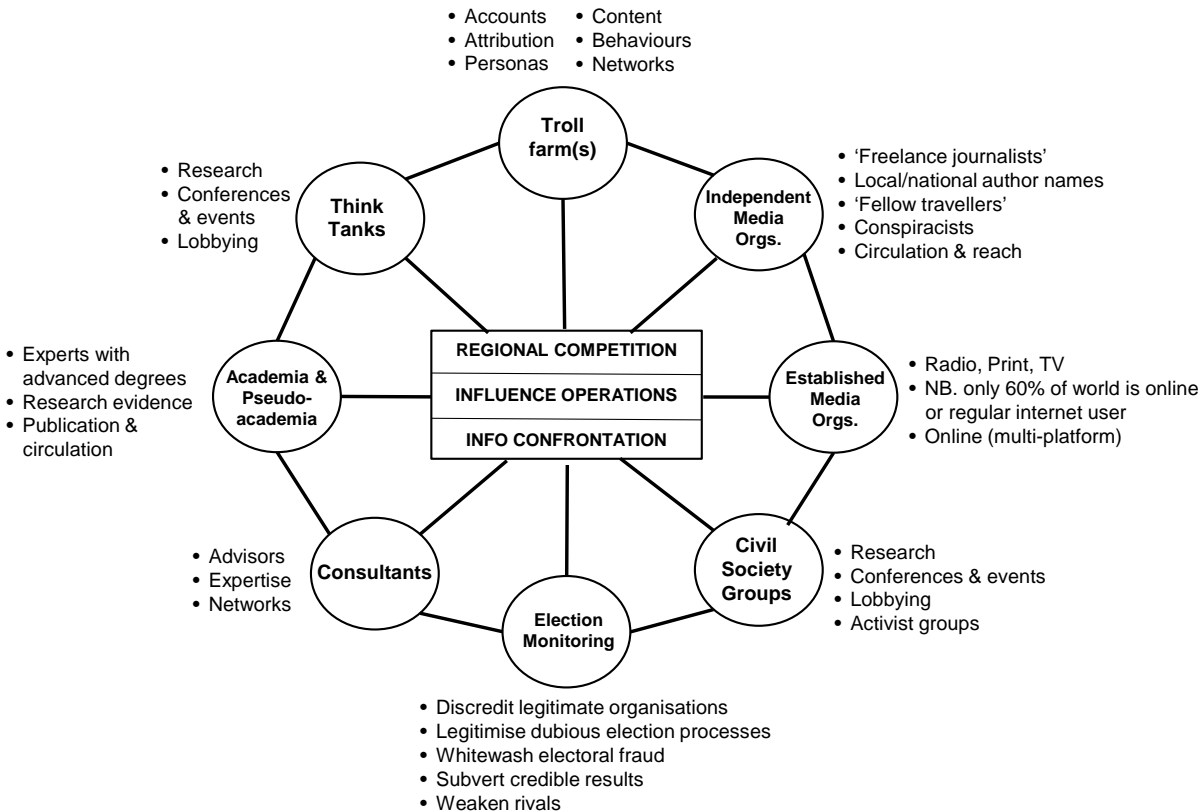 • Accounts
• Attribution
• Personas
• Content
• Behaviours
• Networks
Troll
farm(s)
• Research
• Conferences
& events
• Lobbying
Think
Tanks
Independent
Media
Orgs.
• ‘Freelance journalists’
• Local/national author names
• ‘Fellow travellers’
• Conspiracists
• Circulation & reach
• Experts with
advanced degrees
• Research evidence
• Publication &
circulation
Academia &
Pseudo-
academia
REGIONAL COMPETITION
INFLUENCE OPERATIONS
INFO CONFRONTATION
Established
Media
Orgs.
• Radio, Print, TV
• NB. only 60% of world is online
or regular internet user
• Online (multi-platform)
• Advisors
• Expertise
• Networks
Consultants
Election
Monitoring
Civil
Society
Groups
• Research
• Conferences & events
• Lobbying
• Activist groups
• Discredit legitimate organisations
• Legitimise dubious election processes
• Whitewash electoral fraud
• Subvert credible results
• Weaken rivals